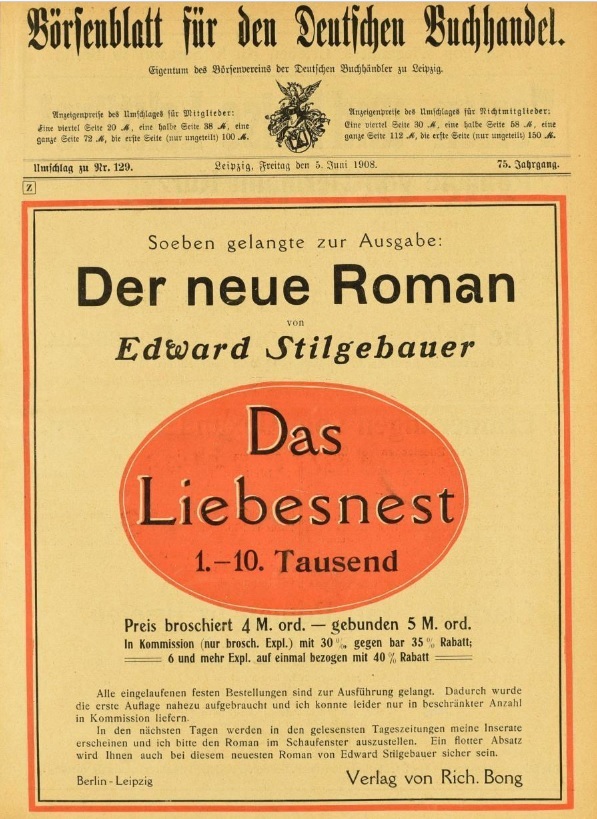 Börsenblatt für den Deutschen Buchhandel.
Eigentum des Börsenvereins der Deutschen Buchhändler zu Leipzig.
Anzeigenpreise des Umschlages für Mitglieder:
Eine viertel Seite 20 ℳ, eine halbe Seite 38 ℳ, eine
ganze Seite 72 ℳ, die erste Seite (nur ungeteilt) 100 ℳ.
Anzeigenpreise des Umschlages für Nichtmitglieder:
Eine viertel Seite 30 ℳ, eine halbe Seite 58 ℳ, eine
ganze Seite 112 ℳ, die erste Seite (nur ungeteilt) 150 ℳ.
Umschlag zu Nr. 129.
Leipzig, Freitag den 5. Juni 1908.
75. Jahrgang.
Z
Soeben gelangte zur Ausgabe:
Der neue Roman
von
Edward Stilgebauer
Das
Liebesnest
1.–10. Tausend
Preis broschiert 4 M. ord. — gebunden 5 M. ord.
In Kommission (nur brosch. Expl.) mit 30%, gegen bar 35% Rabatt;
6 und mehr Expl. auf einmal bezogen mit 40% Rabatt
Alle eingelaufenen festen Bestellungen sind zur Ausführung gelangt. Dadurch wurde
die erste Auflage nahezu aufgebraucht und ich konnte leider nur in beschränkter Anzahl
in Kommission liefern.
In den nächsten Tagen werden in den gelesensten Tageszeitungen meine Inserate
erscheinen und ich bitte den Roman im Schaufenster auszustellen. Ein flotter Absatz
wird Ihnen auch bei diesem neuesten Roman von Edward Stilgebauer sicher sein.
Berlin-Leipzig
Verlag von Rich. Bong